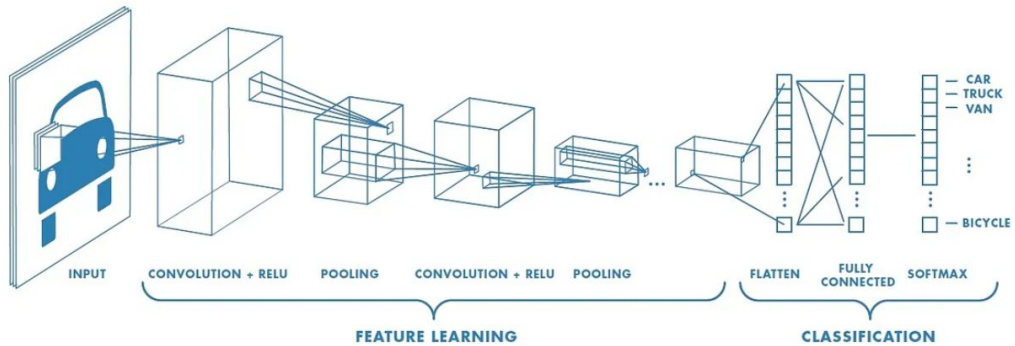 CAR
TRUCK
VAN
BICYCLE
INPUT
CONVOLUTION + RELU
POOLING
CONVOLUTION + RELU
POOLING
FLATTEN
FULLY
CONNECTED
SOFTMAX
FEATURE LEARNING
CLASSIFICATION